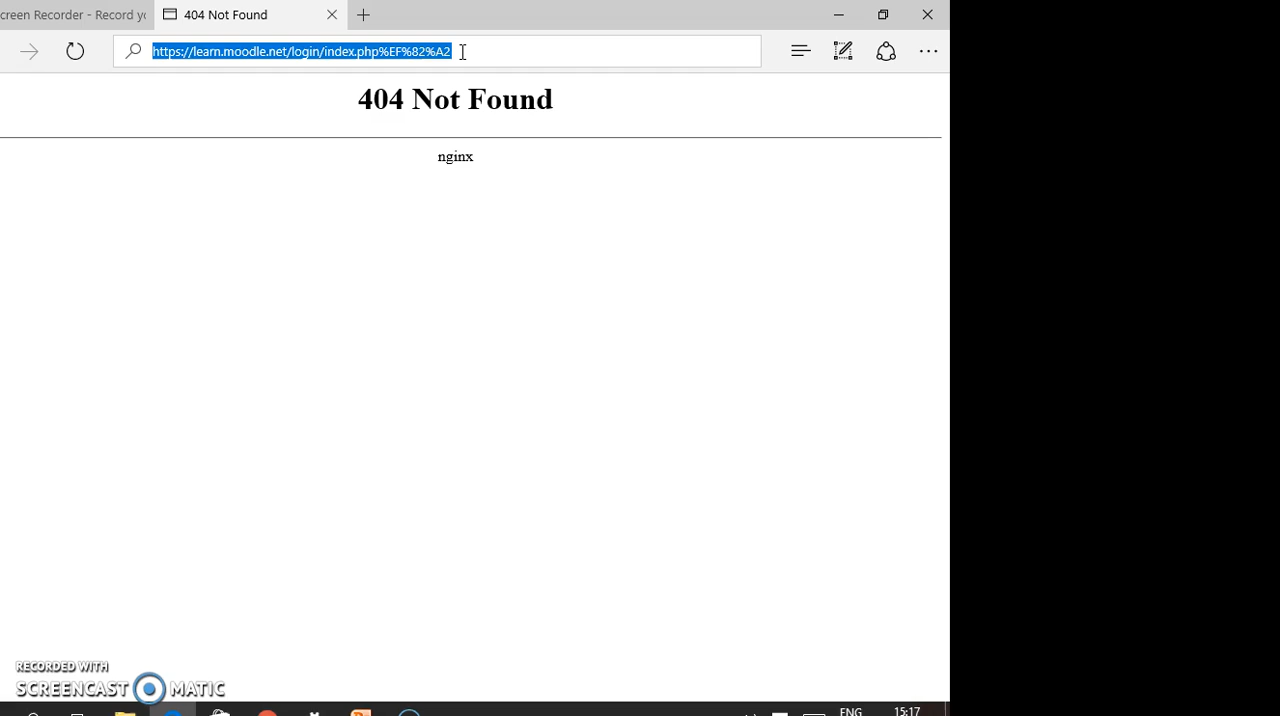 creen Recorder - Record yo
404 Not Found
https://learn.moodle.net/login/index.php%EF%82%A2
404 Not Found
nginx
RECORDED WITH
SCREENCAST MATIC
ENG
15:17